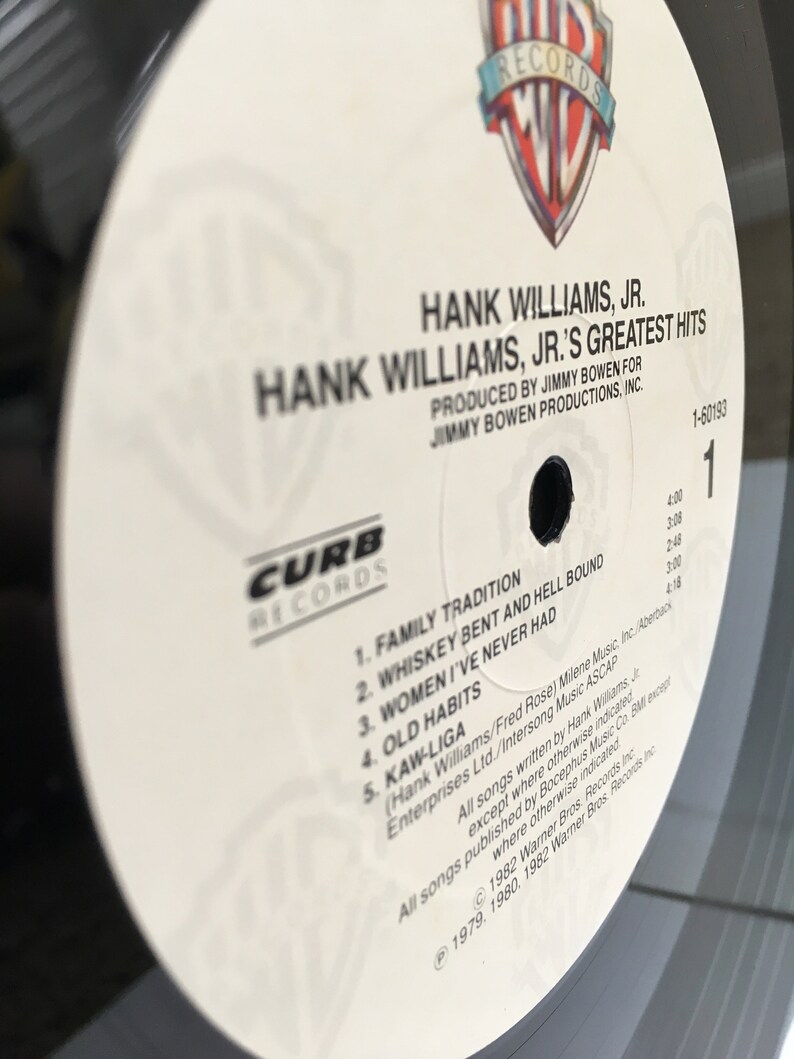 RECORDS
HANK WILLIAMS, JR.
HANK WILLIAMS, JR.'S GREATEST HITS
PRODUCED BY JIMMY BOWEN FOR
JIMMY BOWEN PRODUCTIONS, INC.
1-60193
1
CURB
RECORDS
1. FAMILY TRADITION 4:00
2. WHISKEY BENT AND HELL BOUND 3:08
3. WOMEN I'VE NEVER HAD 2:48
4. OLD HABITS 3:00
5. KAW-LIGA 4:18
(Hank Williams/Fred Rose) Milene Music, Inc./Aberback
Enterprises Ltd./Intersong Music ASCAP
All songs written by Hank Williams, Jr.
except where otherwise indicated.
All songs published by Bocephus Music Co. BMI except
where otherwise indicated.
© 1982 Warner Bros. Records Inc.
℗ 1979, 1980, 1982 Warner Bros. Records Inc.